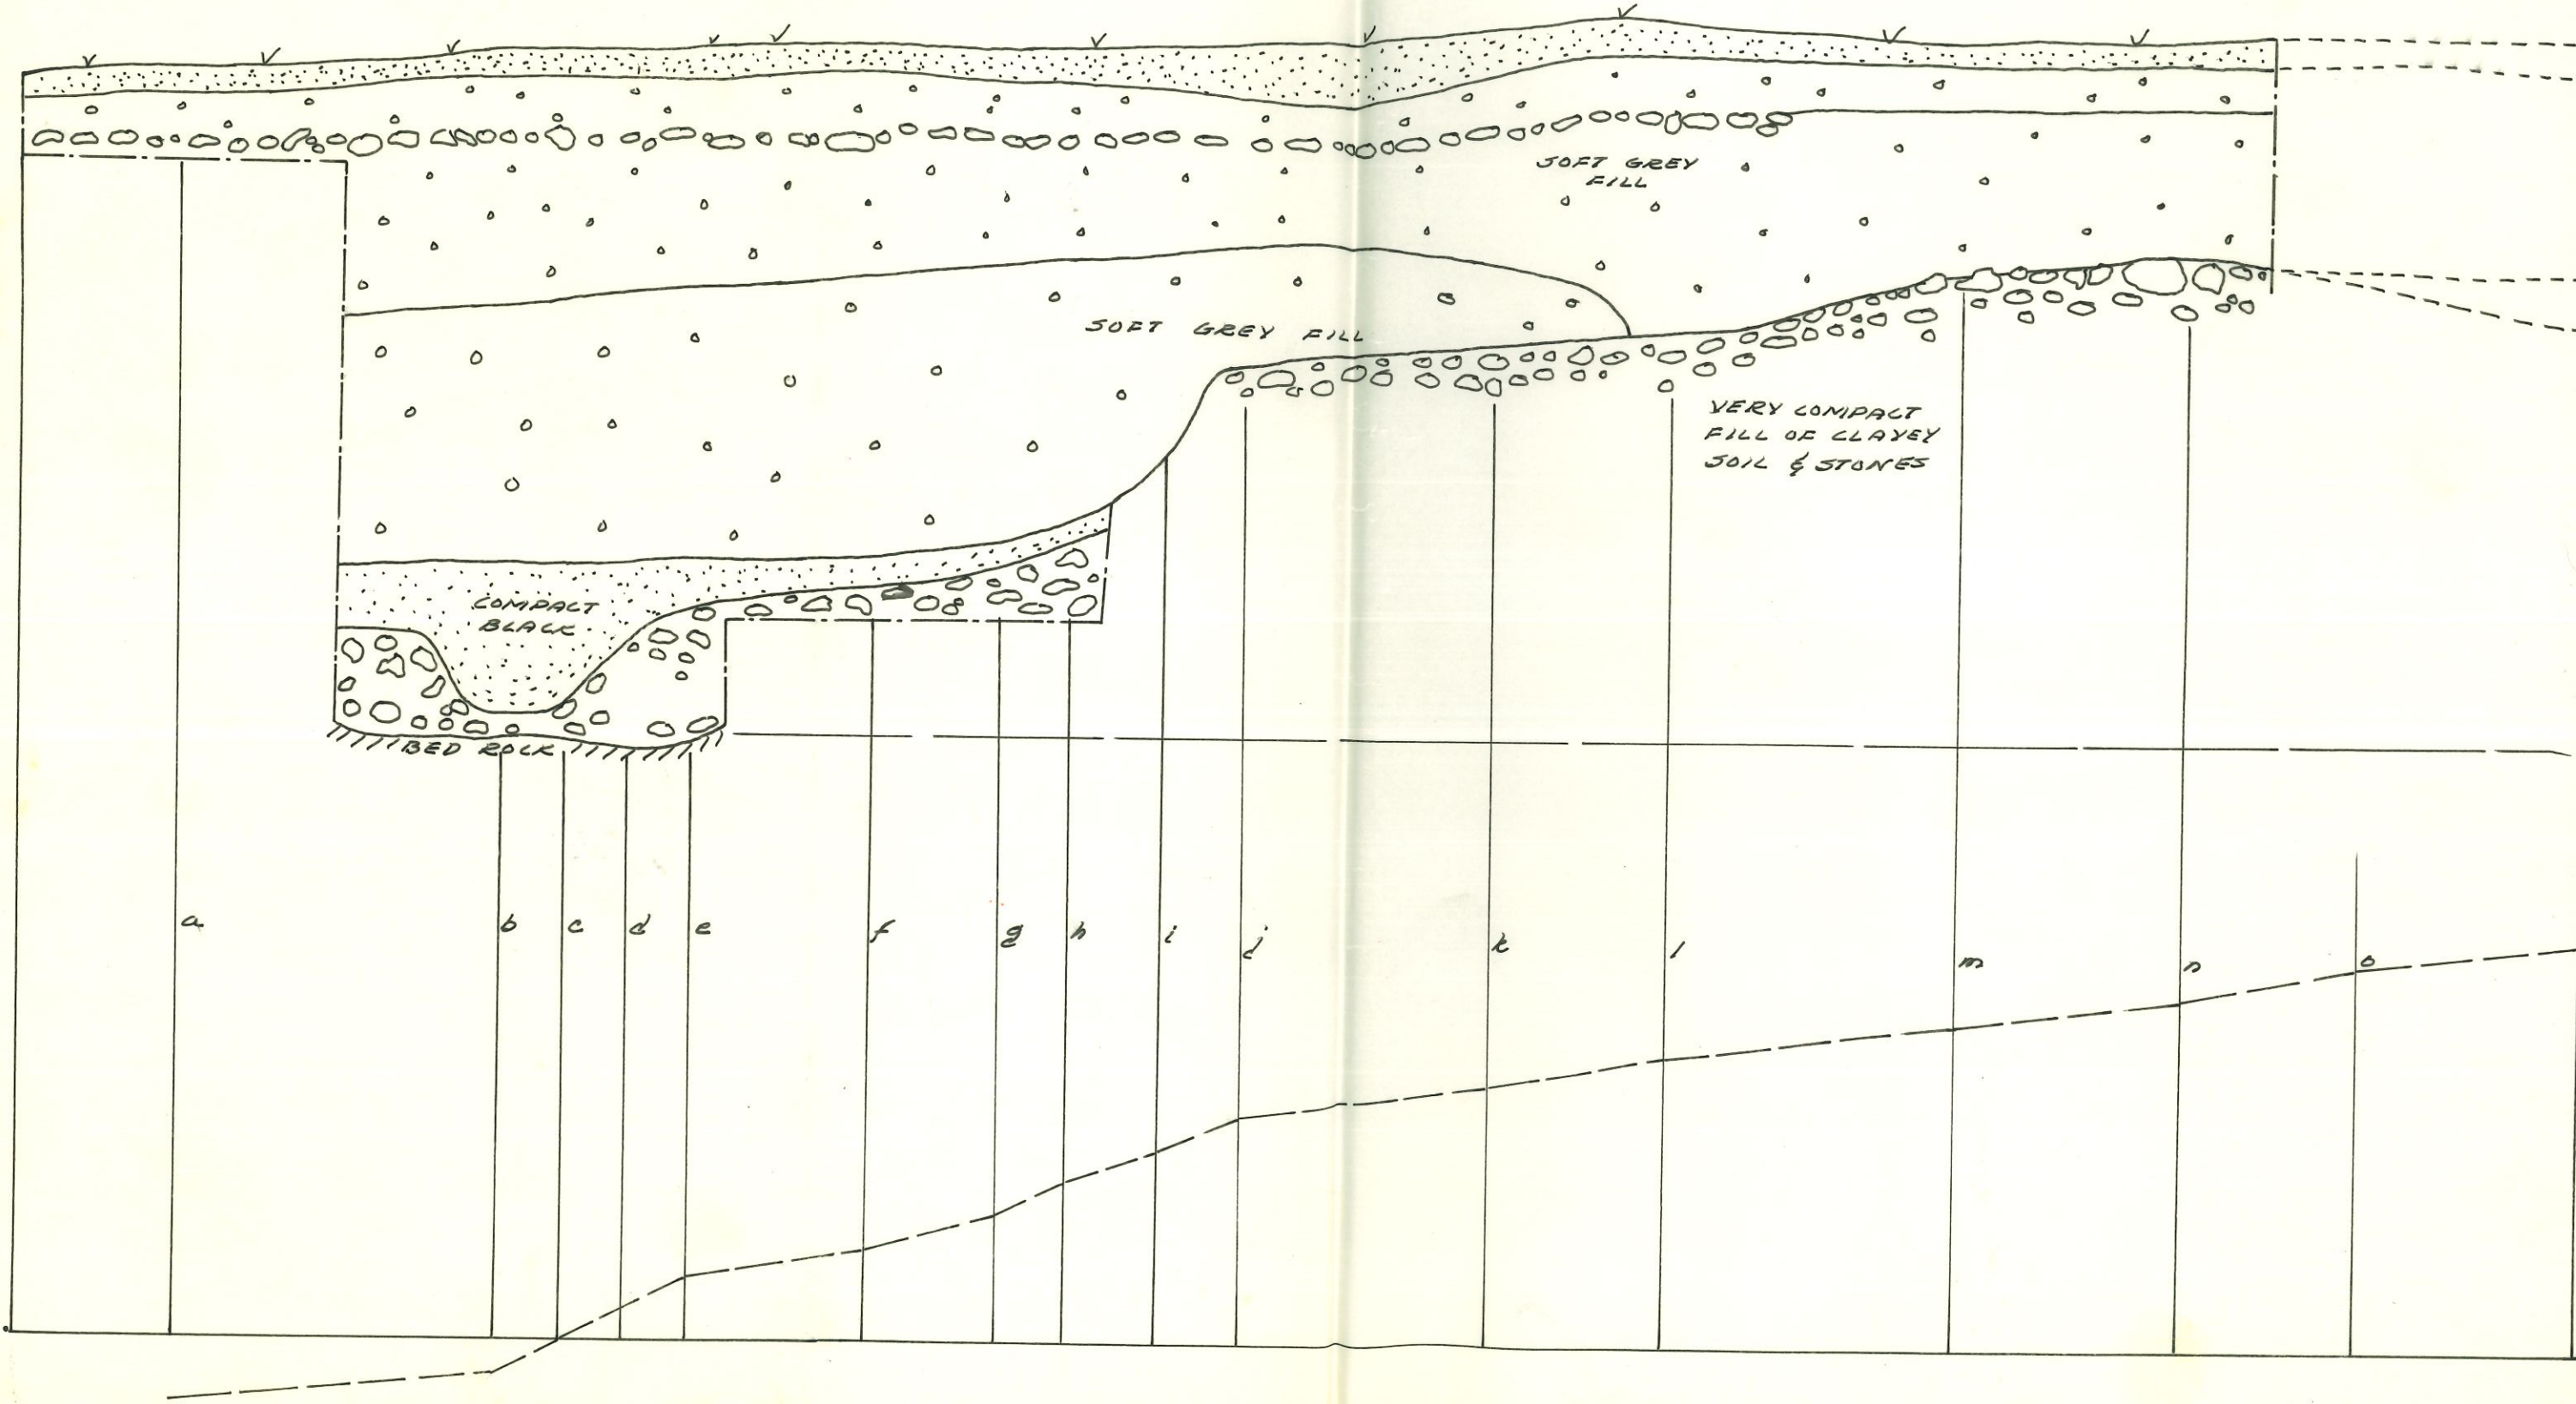 SOFT GREY
FILL
SOFT GREY FILL
VERY COMPACT
FILL OF CLAYEY
SOIL & STONES
COMPACT
BLACK
BED ROCK
a b c d e f g h i j k l m n o